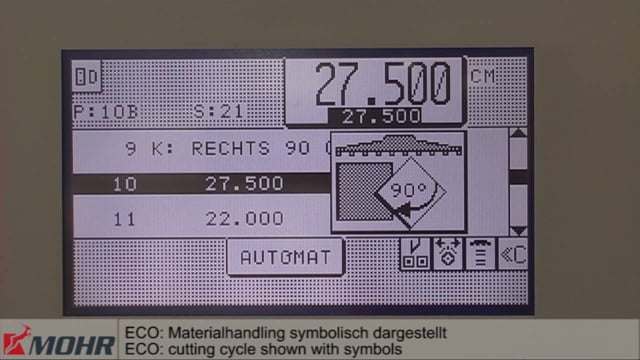 D
27.500
CM
P:10B S:21
27.500
9 K: RECHTS 90
10 27.500
90°
11 22.000
AUTOMAT
«C
MOHR
ECO: Materialhandling symbolisch dargestellt
ECO: cutting cycle shown with symbols